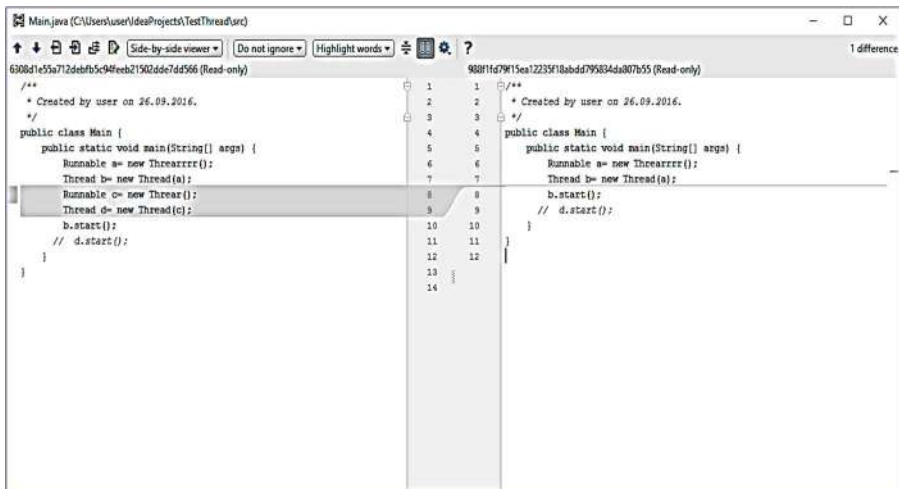 Main.java (C:\Users\user\IdeaProjects\TestThread\src)
Side-by-side viewer Do not ignore Highlight words ? 1 difference
6308d1e55a712debfb5c94feeb21502dde7dd566 (Read-only)
/**
* Created by user on 26.09.2016.
*/
public class Main {
public static void main(String[] args) {
Runnable a= new Threarrrr();
Thread b= new Thread(a);
Runnable c= new Threar();
Thread d= new Thread(c);
b.start();
// d.start();
}
}
1
2
3
4
5
6
7
8
9
10
11
12
13
14
988f1fd79f15ea12235f18abdd795834da807b55 (Read-only)
1
2
3
4
5
6
7
8
9
10
11
12
/**
* Created by user on 26.09.2016.
*/
public class Main {
public static void main(String[] args) {
Runnable a= new Threarrrr();
Thread b= new Thread(a);
b.start();
// d.start();
}
}